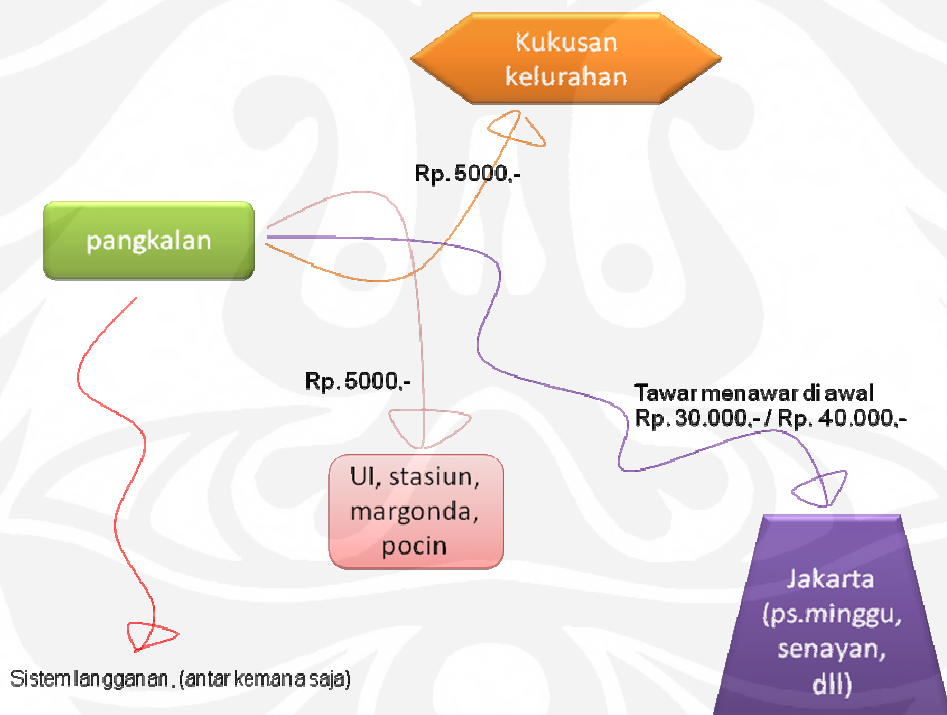 Kukusan
kelurahan
Rp. 5000,-
pangkalan
Rp. 5000,-
Tawar menawar di awal
Rp. 30.000,- / Rp. 40.000,-
UI, stasiun,
margonda,
pocin
Jakarta
(ps.minggu,
senayan,
dll)
Sistem langganan. (antar kemana saja)